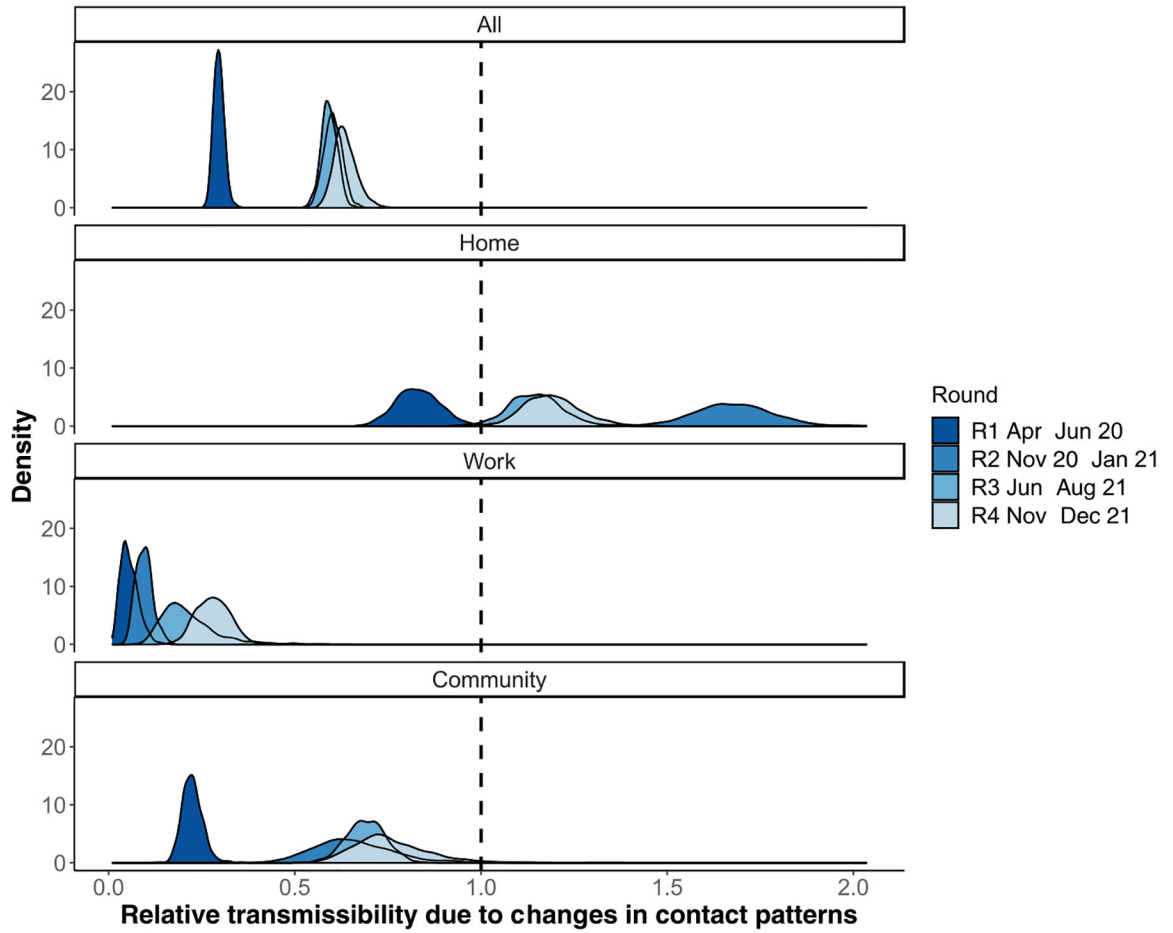 All
20
10
0
Home
20
10
0
Work
20
10
0
Community
20
10
0
0.0 0.5 1.0 1.5 2.0
Relative transmissibility due to changes in contact patterns
Density
Round
R1 Apr Jun 20
R2 Nov 20 Jan 21
R3 Jun Aug 21
R4 Nov Dec 21